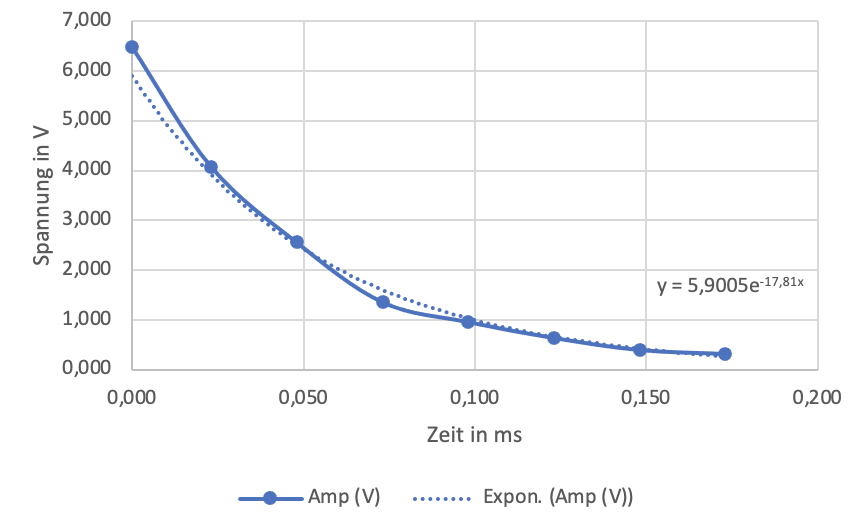 7,000
6,000
5,000
4,000
3,000
2,000
1,000
0,000
Spannung in V
y = 5,9005e^-17,81x
0,000 0,050 0,100 0,150 0,200
Zeit in ms
Amp (V) Expon. (Amp (V))